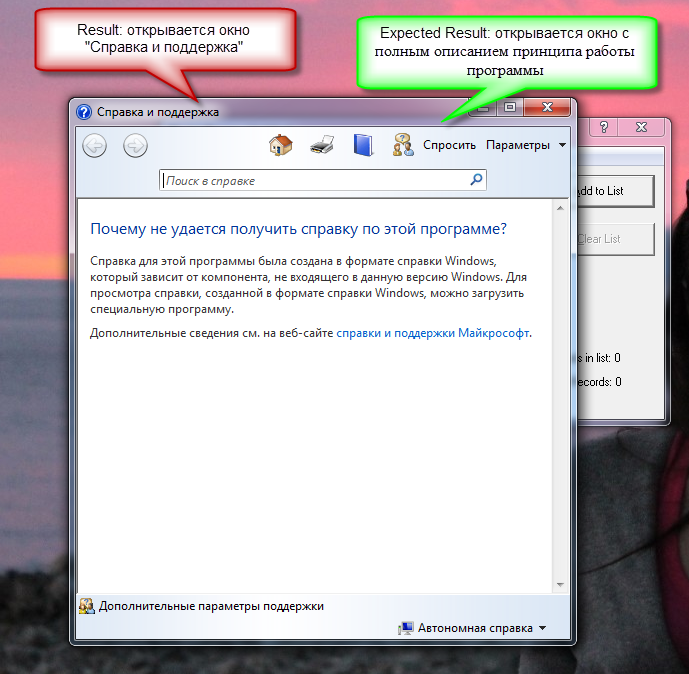 Result: открывается окно
"Справка и поддержка"
Expected Result: открывается окно с
полным описанием принципа работы
программы
Справка и поддержка
?
Спросить Параметры
Поиск в справке
Add to List
Clear List
Почему не удается получить справку по этой программе?
Справка для этой программы была создана в формате справки Windows,
который зависит от компонента, не входящего в данную версию Windows. Для
просмотра справки, созданной в формате справки Windows, можно загрузить
специальную программу.
Дополнительные сведения см. на веб-сайте справки и поддержки Майкрософт.
s in list: 0
ecords: 0
Дополнительные параметры поддержки
Автономная справка